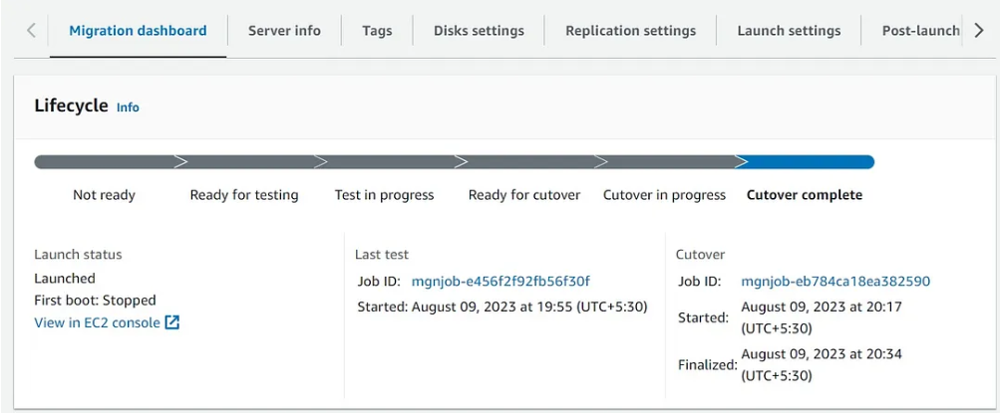 Migration dashboard Server info Tags Disks settings Replication settings Launch settings Post-launch
Lifecycle Info
Not ready Ready for testing Test in progress Ready for cutover Cutover in progress Cutover complete
Launch status
Launched
First boot: Stopped
View in EC2 console
Last test
Job ID: mgnjob-e456f2f92fb56f30f
Started: August 09, 2023 at 19:55 (UTC+5:30)
Cutover
Job ID: mgnjob-eb784ca18ea382590
Started: August 09, 2023 at 20:17
(UTC+5:30)
Finalized: August 09, 2023 at 20:34
(UTC+5:30)